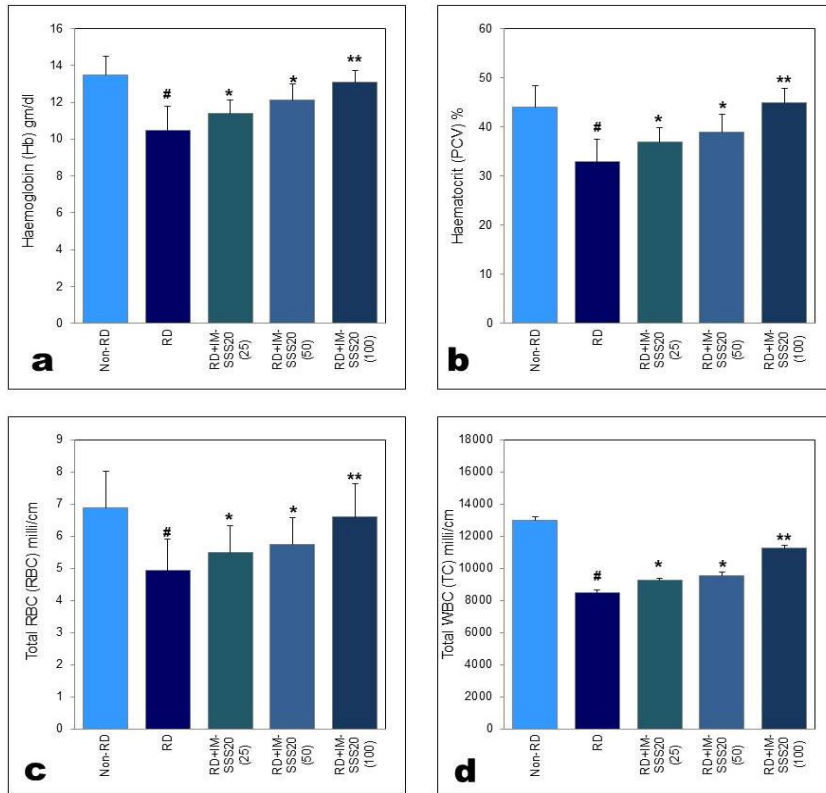 16
14
12
10
8
6
4
2
0
Haemoglobin (Hb) gm/dl
#
*
*
**
Non-RD
RD
RD+IM-
SSS20
(25)
RD+IM-
SSS20
(50)
RD+IM-
SSS20
(100)
a
60
50
40
30
20
10
0
Haematocrit (PCV) %
#
*
*
**
Non-RD
RD
RD+IM-
SSS20
(25)
RD+IM-
SSS20
(50)
RD+IM-
SSS20
(100)
b
9
8
7
6
5
4
3
2
1
0
Total RBC (RBC) milli/cm
#
*
*
**
Non-RD
RD
RD+IM-
SSS20
(25)
RD+IM-
SSS20
(50)
RD+IM-
SSS20
(100)
c
18000
16000
14000
12000
10000
8000
6000
4000
2000
0
Total WBC (TC) milli/cm
#
*
*
**
Non-RD
RD
RD+IM-
SSS20
(25)
RD+IM-
SSS20
(50)
RD+IM-
SSS20
(100)
d